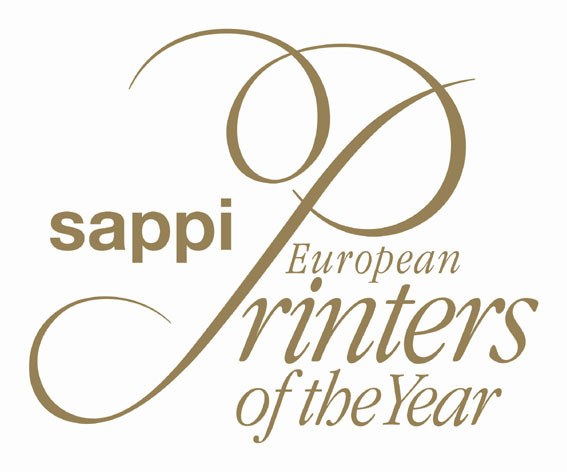 sappi
European
Printers
of the Year